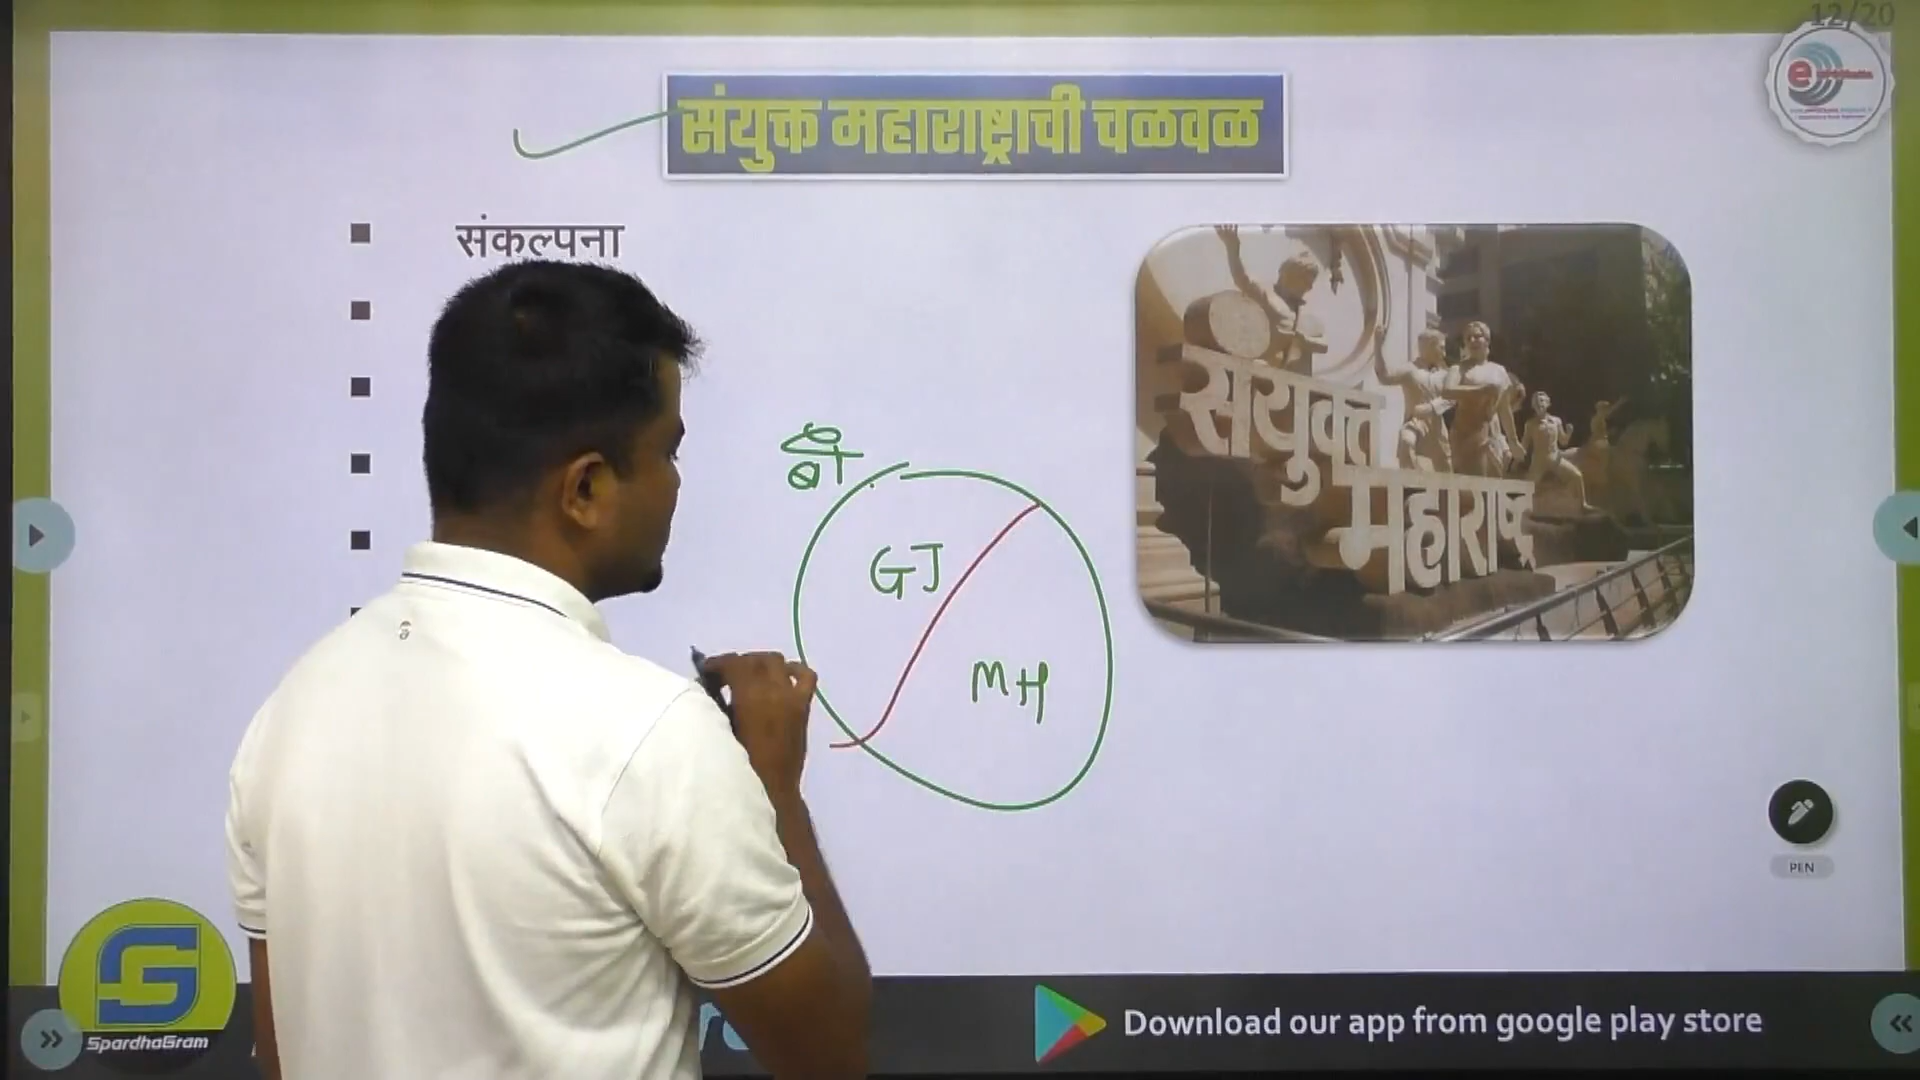 12/20
संयुक्त महाराष्ट्राची चळवळ
संकल्पना
संयुक्त
महाराष्ट्र
GJ
MH
PEN
SpardhaGram
Download our app from google play store